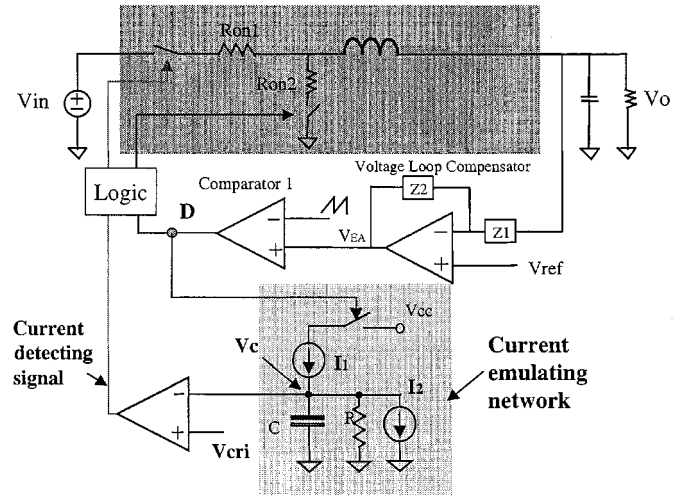 Ron1
Ron2
Vin
Vo
Voltage Loop Compensator
Logic
Comparator 1
Z2
D
Z1
VEA
Vref
Vcc
Current
detecting
signal
Vc
I1
Current
emulating
network
I2
C
R
Vcri